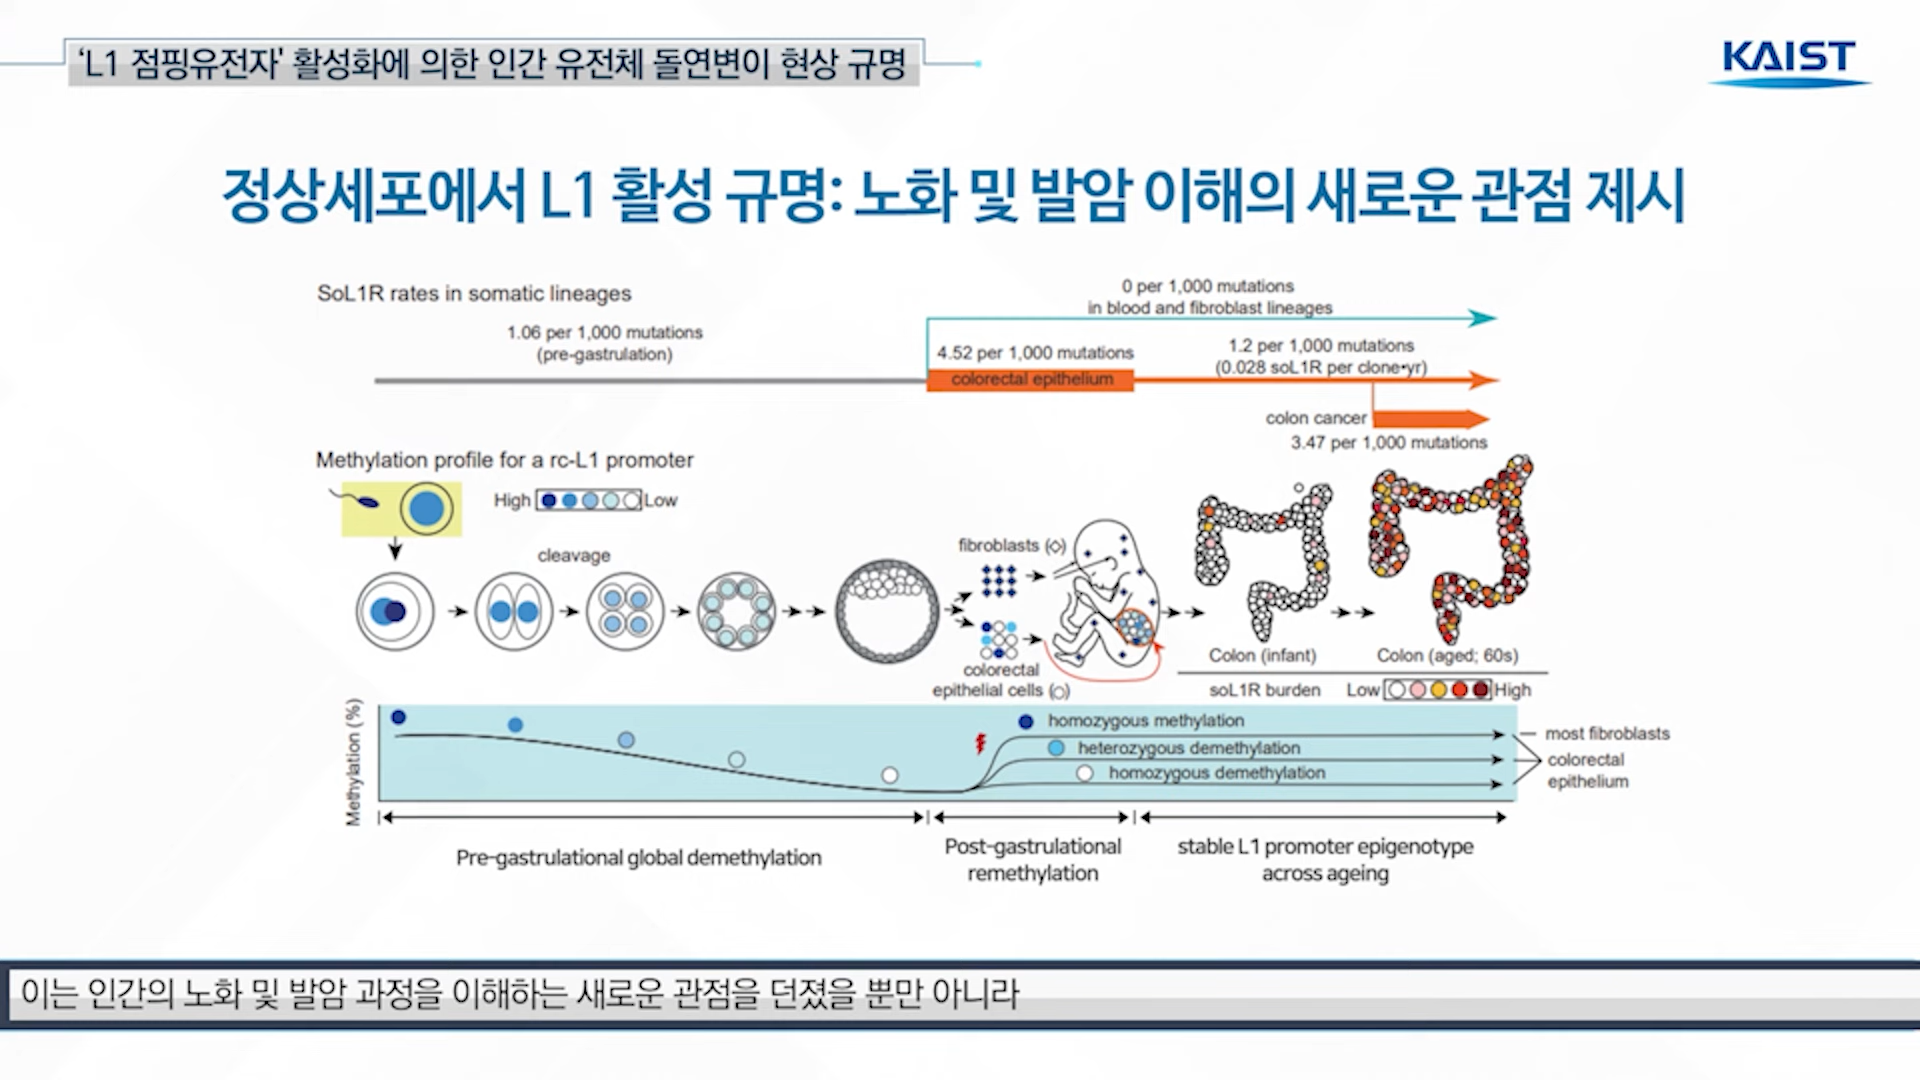 'L1 점핑유전자' 활성화에 의한 인간 유전체 돌연변이 현상 규명
KAIST
정상세포에서 L1 활성 규명: 노화 및 발암 이해의 새로운 관점 제시
SoL1R rates in somatic lineages
0 per 1,000 mutations
in blood and fibroblast lineages
1.06 per 1,000 mutations
(pre-gastrulation)
4.52 per 1,000 mutations
colorectal epithelium
1.2 per 1,000 mutations
(0.028 soL1R per clone•yr)
colon cancer
3.47 per 1,000 mutations
Methylation profile for a rc-L1 promoter
High
Low
cleavage
fibroblasts (◇)
colorectal
epithelial cells (○)
Colon (infant)
Colon (aged; 60s)
soL1R burden
Low
High
Methylation (%)
homozygous methylation
heterozygous demethylation
homozygous demethylation
most fibroblasts
colorectal
epithelium
Pre-gastrulational global demethylation
Post-gastrulational
remethylation
stable L1 promoter epigenotype
across ageing
이는 인간의 노화 및 발암 과정을 이해하는 새로운 관점을 던졌을 뿐만 아니라